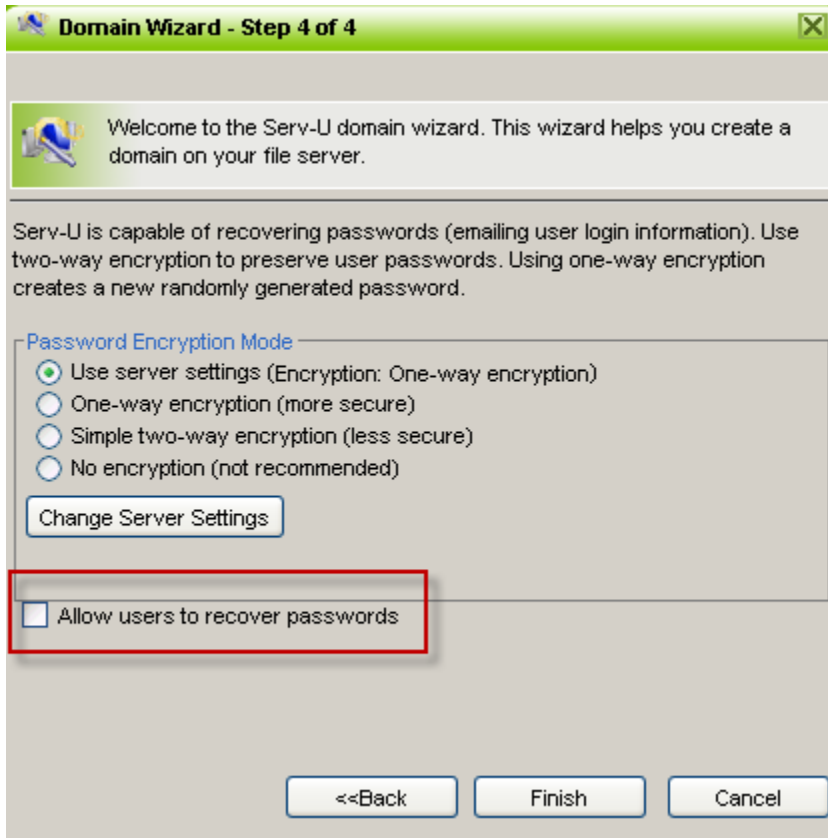 Domain Wizard - Step 4 of 4
Welcome to the Serv-U domain wizard. This wizard helps you create a
domain on your file server.
Serv-U is capable of recovering passwords (emailing user login information). Use
two-way encryption to preserve user passwords. Using one-way encryption
creates a new randomly generated password.
Password Encryption Mode
Use server settings (Encryption: One-way encryption)
One-way encryption (more secure)
Simple two-way encryption (less secure)
No encryption (not recommended)
Change Server Settings
Allow users to recover passwords
<<Back Finish Cancel